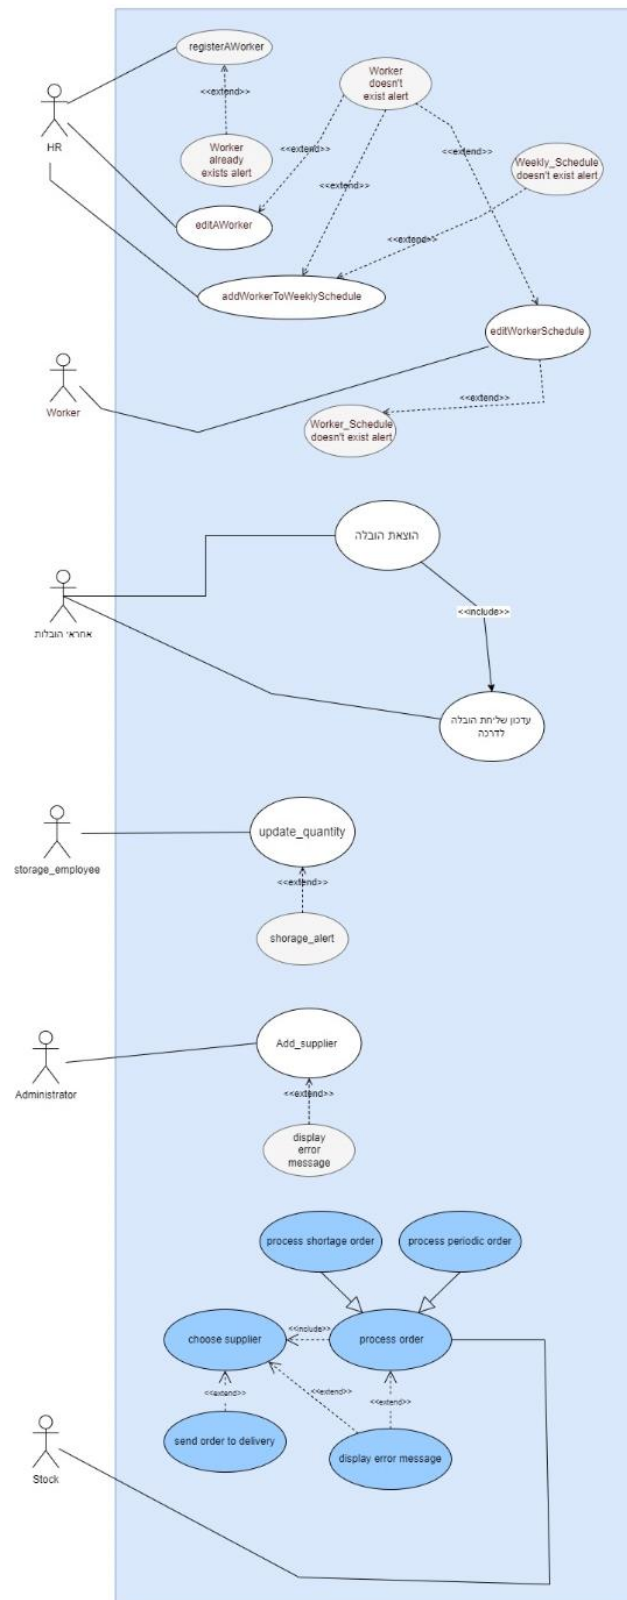 registerAWorker
Worker
doesn't
exist alert
<<extend>>
HR
Worker
already
exists alert
<<extend>>
<<extend>>
Weekly_Schedule
doesn't exist alert
<<extend>>
editAWorker
<<extend>>
addWorkerToWeeklySchedule
editWorkerSchedule
Worker
<<extend>>
Worker_Schedule
doesn't exist alert
הוצאת הובלה
<<include>>
אחראי הובלות
עדכון שליחת הובלה
לדרכה
update_quantity
storage_employee
<<extend>>
shorage_alert
Add_supplier
Administrator
<<extend>>
display
error
message
process shortage order
process periodic order
choose supplier
<<include>>
process order
<<extend>>
<<extend>>
<<extend>>
send order to delivery
display error message
Stock